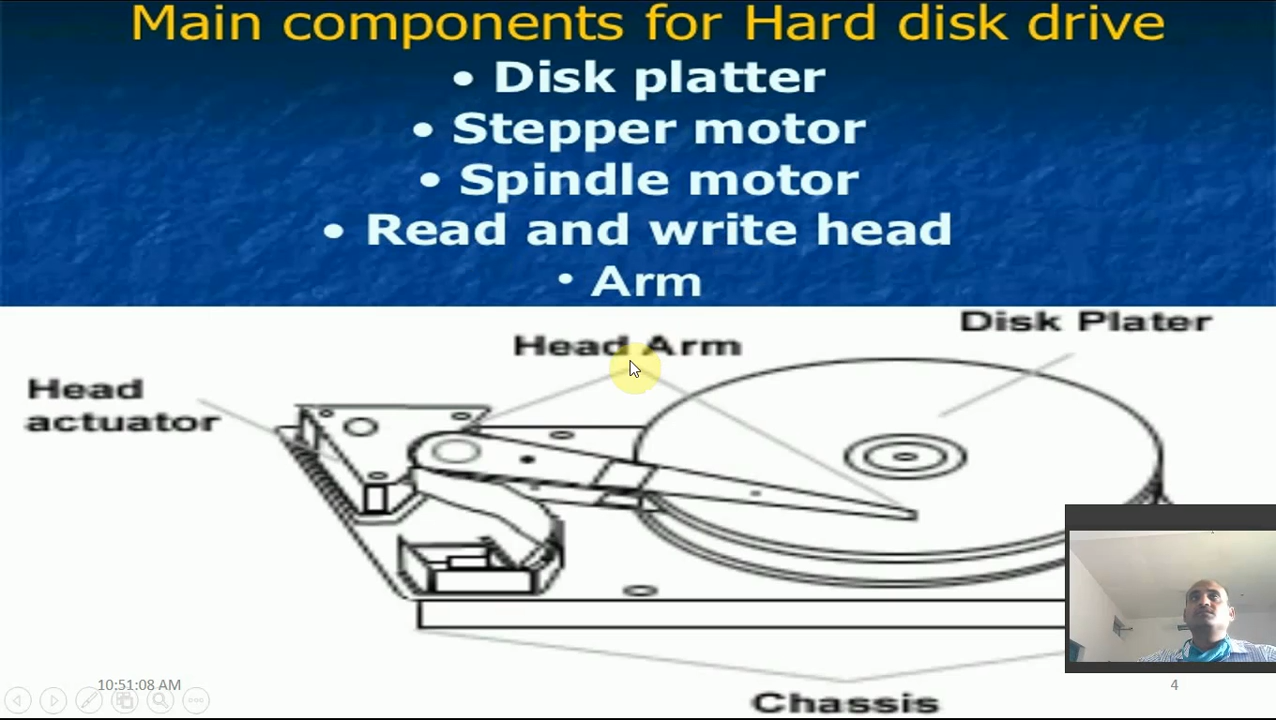 Main components for Hard disk drive
• Disk platter
• Stepper motor
• Spindle motor
• Read and write head
• Arm
Disk Plater
Head Arm
Head
actuator
Chassis
10:51:08 AM
4